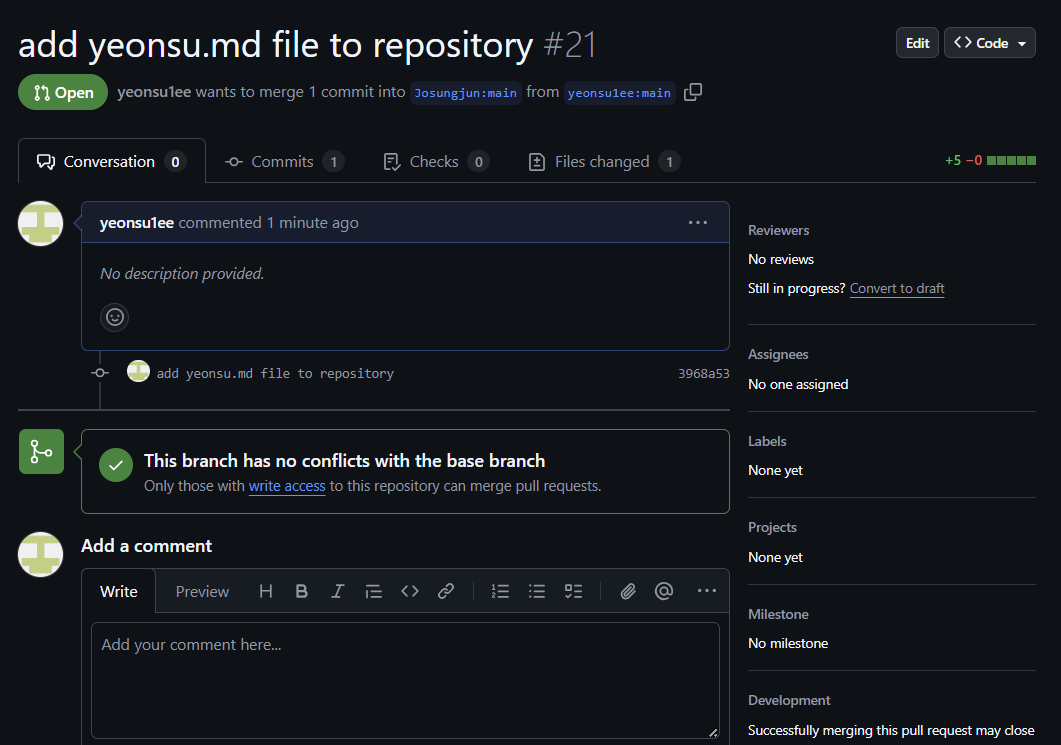 add yeonsu.md file to repository #21
Edit
Code
Open
yeonsu1ee wants to merge 1 commit into Josungjun:main from yeonsu1ee:main
Conversation 0
Commits 1
Checks 0
Files changed 1
+5 −0
yeonsu1ee commented 1 minute ago
No description provided.
add yeonsu.md file to repository 3968a53
This branch has no conflicts with the base branch
Only those with write access to this repository can merge pull requests.
Add a comment
Write
Preview
Add your comment here...
Reviewers
No reviews
Still in progress? Convert to draft
Assignees
No one assigned
Labels
None yet
Projects
None yet
Milestone
No milestone
Development
Successfully merging this pull request may close